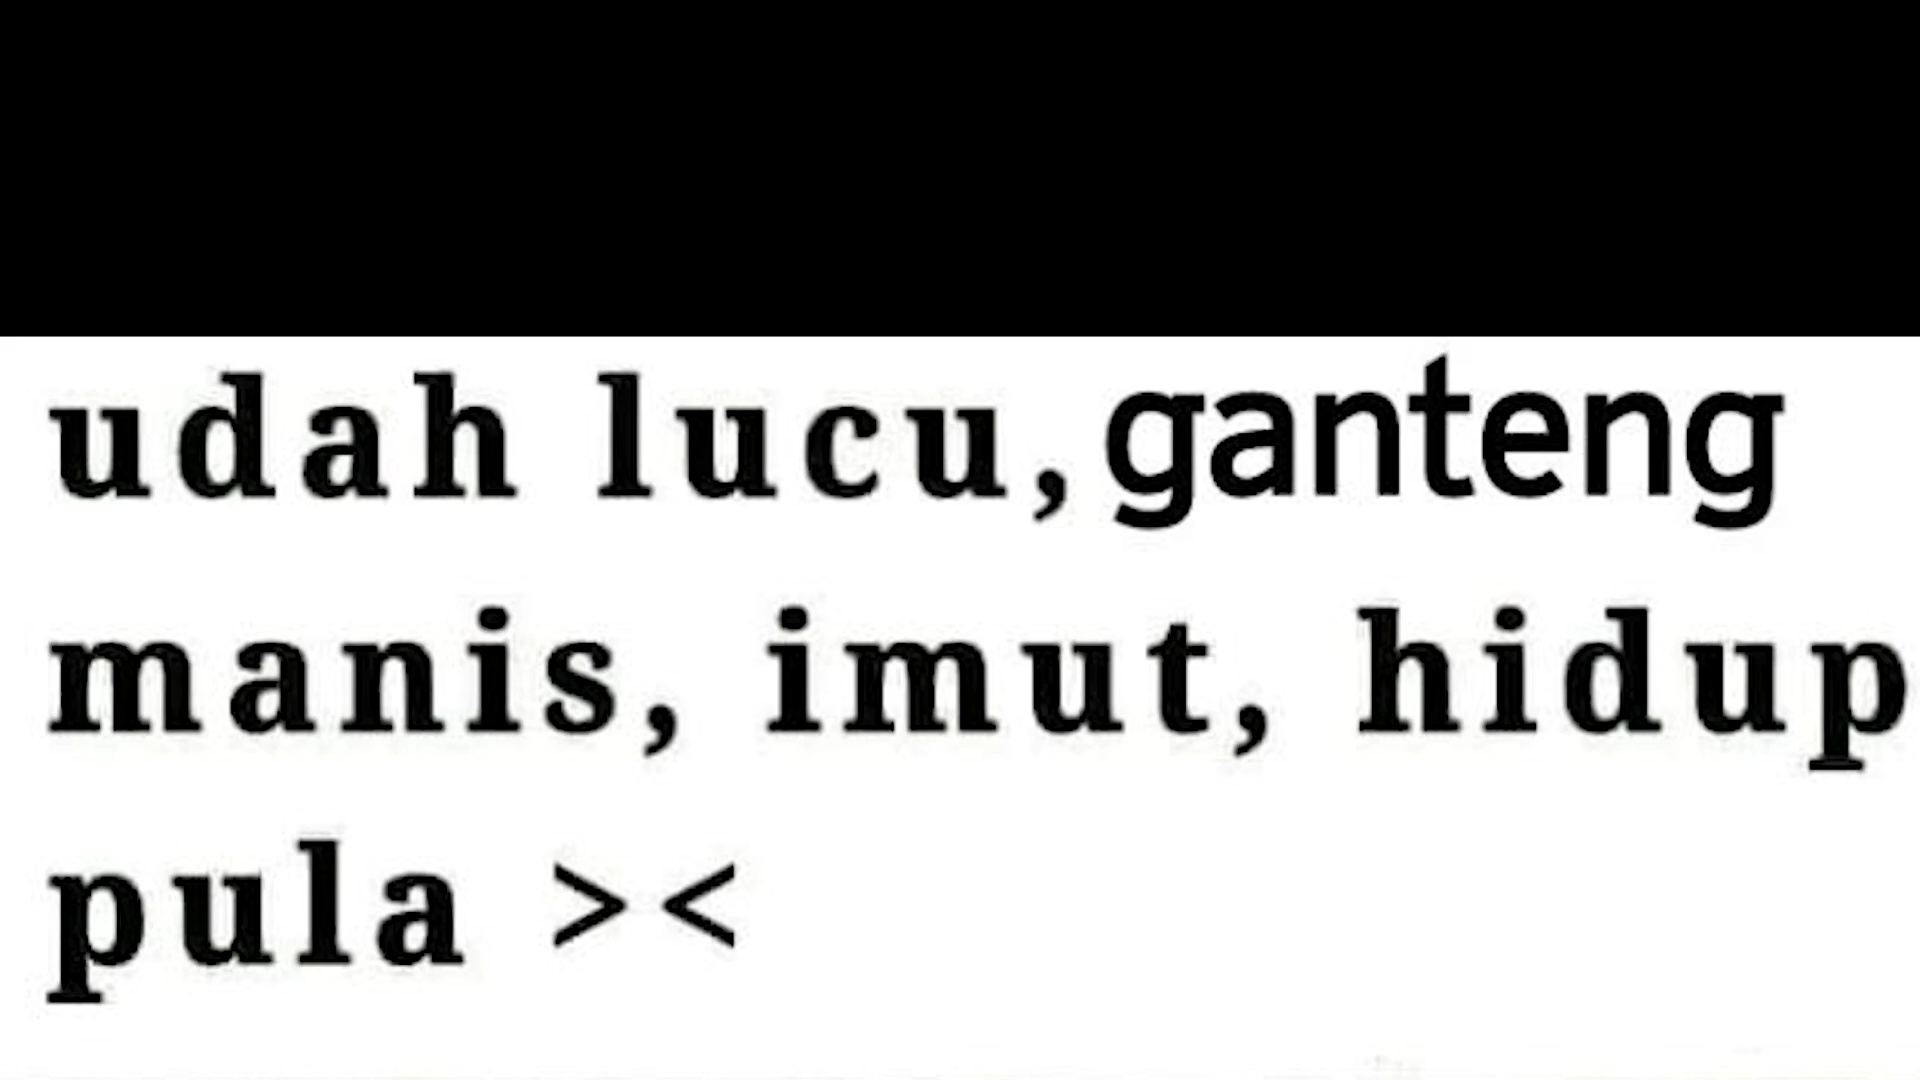 udah lucu, ganteng
manis, imut, hidup
pula ><